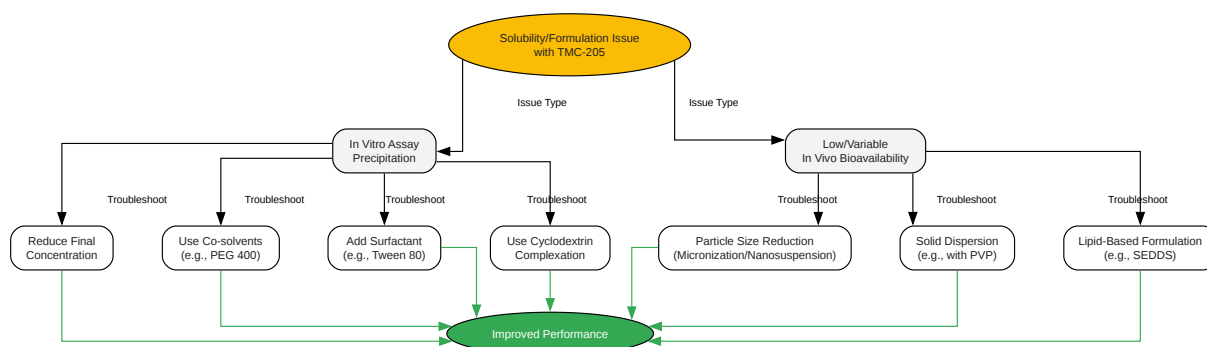 Solubility/Formulation Issue
with TMC-205
Issue Type
Issue Type
In Vitro Assay
Precipitation
Low/Variable
In Vivo Bioavailability
Troubleshoot
Troubleshoot
Troubleshoot
Troubleshoot
Troubleshoot
Troubleshoot
Troubleshoot
Reduce Final
Concentration
Use Co-solvents
(e.g., PEG 400)
Add Surfactant
(e.g., Tween 80)
Use Cyclodextrin
Complexation
Particle Size Reduction
(Micronization/Nanosuspension)
Solid Dispersion
(e.g., with PVP)
Lipid-Based Formulation
(e.g., SEDDS)
Improved Performance